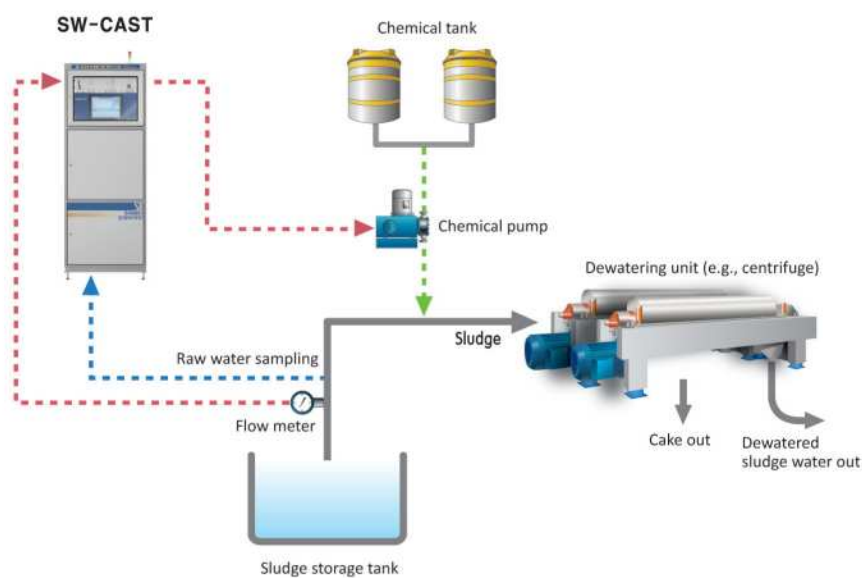 SW-CAST
Chemical tank
Chemical pump
Dewatering unit (e.g., centrifuge)
Raw water sampling
Sludge
Flow meter
Cake out
Dewatered
sludge water out
Sludge storage tank